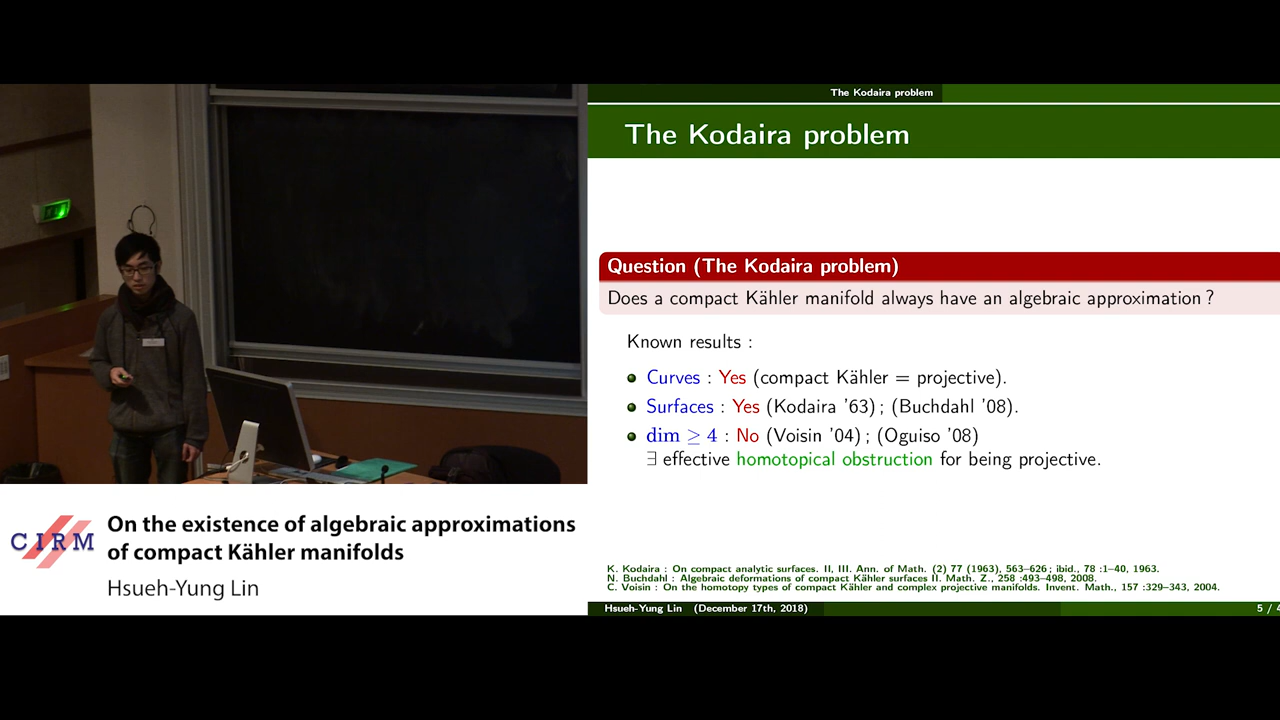 The Kodaira problem
The Kodaira problem
Question (The Kodaira problem)
Does a compact Kähler manifold always have an algebraic approximation ?
Known results :
Curves : Yes (compact Kähler = projective).
Surfaces : Yes (Kodaira '63) ; (Buchdahl '08).
dim ≥ 4 : No (Voisin '04) ; (Oguiso '08)
∃ effective homotopical obstruction for being projective.
K. Kodaira : On compact analytic surfaces. II, III. Ann. of Math. (2) 77 (1963), 563–626 ; ibid., 78 :1–40, 1963.
N. Buchdahl : Algebraic deformations of compact Kähler surfaces II. Math. Z., 258 :493–498, 2008.
C. Voisin : On the homotopy types of compact Kähler and complex projective manifolds. Invent. Math., 157 :329–343, 2004.
Hsueh-Yung Lin (December 17th, 2018)
5 / 4
CIRM
On the existence of algebraic approximations
of compact Kähler manifolds
Hsueh-Yung Lin